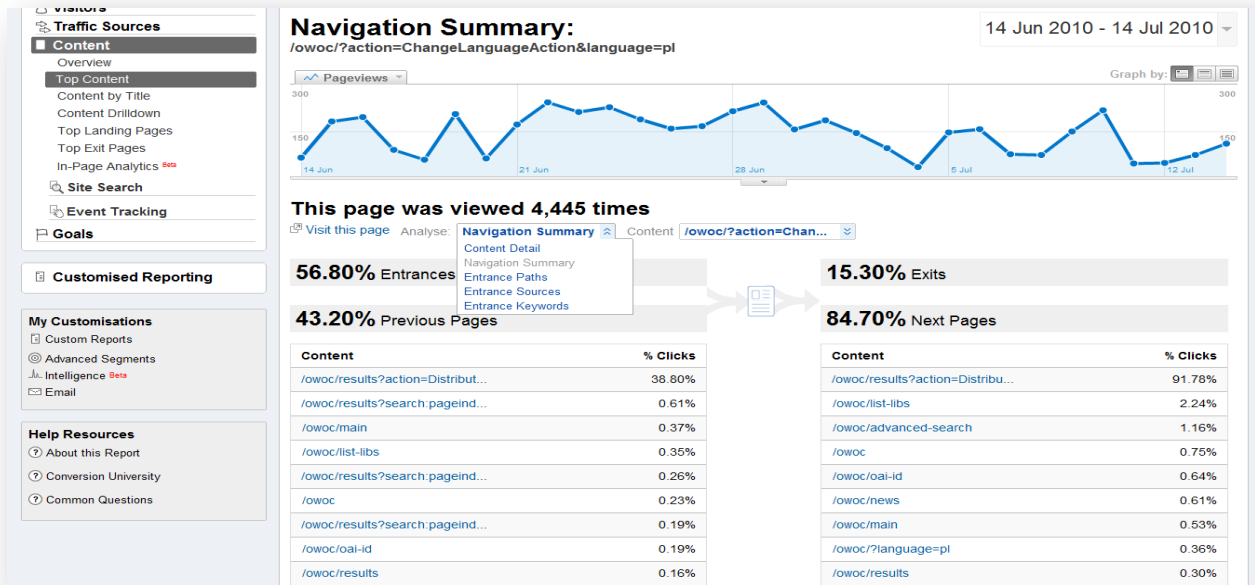 Visitors
Traffic Sources
Content
Overview
Top Content
Content by Title
Content Drilldown
Top Landing Pages
Top Exit Pages
In-Page Analytics Beta
Site Search
Event Tracking
Goals
Customised Reporting
My Customisations
Custom Reports
Advanced Segments
Intelligence Beta
Email
Help Resources
? About this Report
? Conversion University
? Common Questions
Navigation Summary:
/owoc/?action=ChangeLanguageAction&language=pl
14 Jun 2010 - 14 Jul 2010
Pageviews
Graph by:
300 300
150 150
14 Jun 21 Jun 28 Jun 5 Jul 12 Jul
This page was viewed 4,445 times
Visit this page Analyse: Navigation Summary Content /owoc/?action=Chan...
Content Detail
Navigation Summary
Entrance Paths
Entrance Sources
Entrance Keywords
56.80% Entrances
43.20% Previous Pages
Content % Clicks
/owoc/results?action=Distribut... 38.80%
/owoc/results?search:pageind... 0.61%
/owoc/main 0.37%
/owoc/list-libs 0.35%
/owoc/results?search:pageind... 0.26%
/owoc 0.23%
/owoc/results?search:pageind... 0.19%
/owoc/oai-id 0.19%
/owoc/results 0.16%
15.30% Exits
84.70% Next Pages
Content % Clicks
/owoc/results?action=Distribu... 91.78%
/owoc/list-libs 2.24%
/owoc/advanced-search 1.16%
/owoc 0.75%
/owoc/oai-id 0.64%
/owoc/news 0.61%
/owoc/main 0.53%
/owoc/?language=pl 0.36%
/owoc/results 0.30%